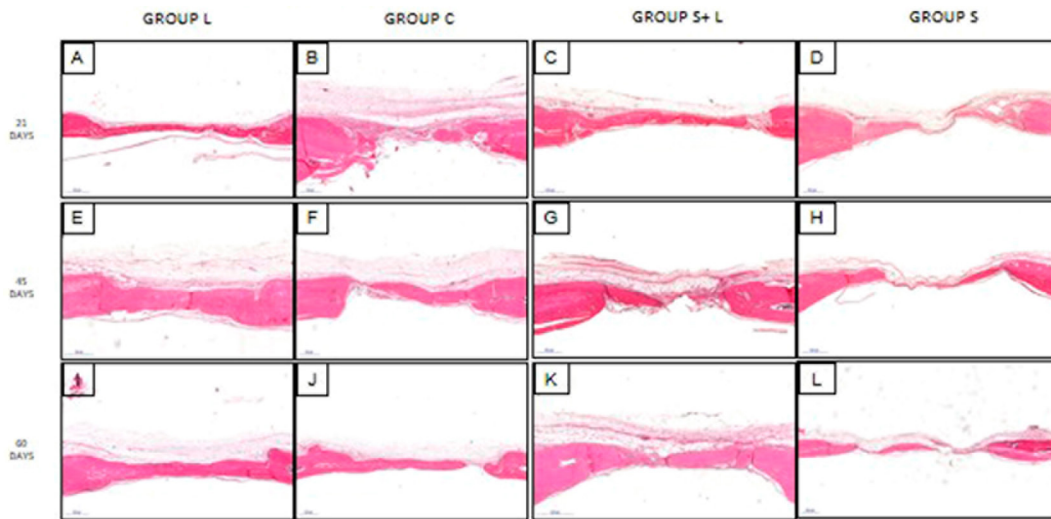 GROUP L GROUP C GROUP S+ L GROUP S
21 DAYS
A B C D
45 DAYS
E F G H
60 DAYS
I J K L